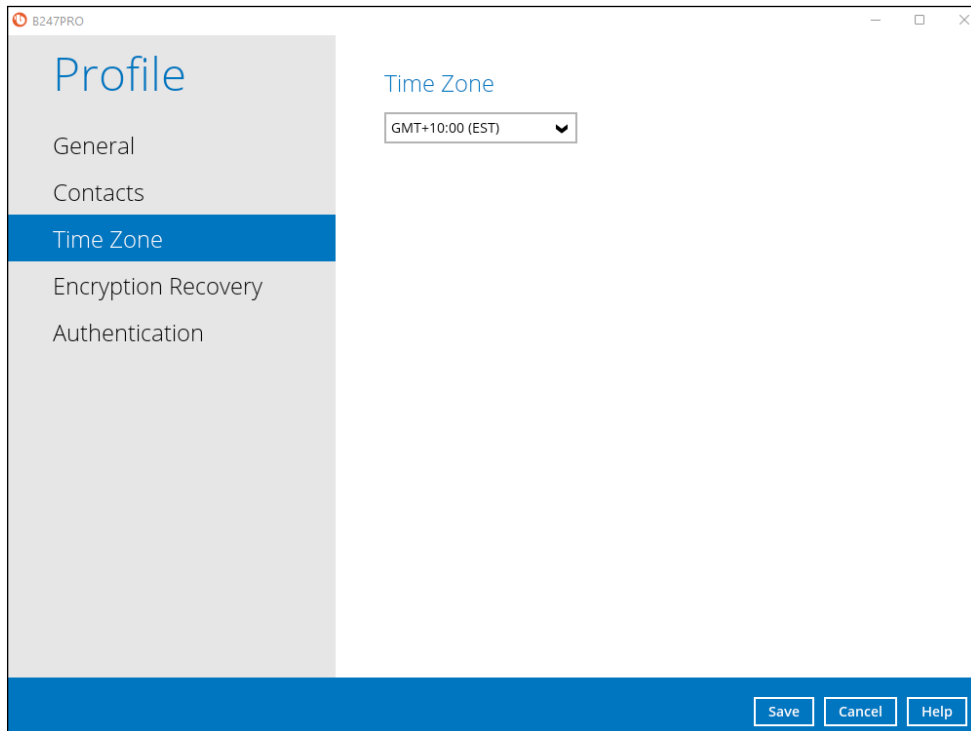 B247PRO
Profile
General
Contacts
Time Zone
Encryption Recovery
Authentication
Time Zone
GMT+10:00 (EST)
Save
Cancel
Help